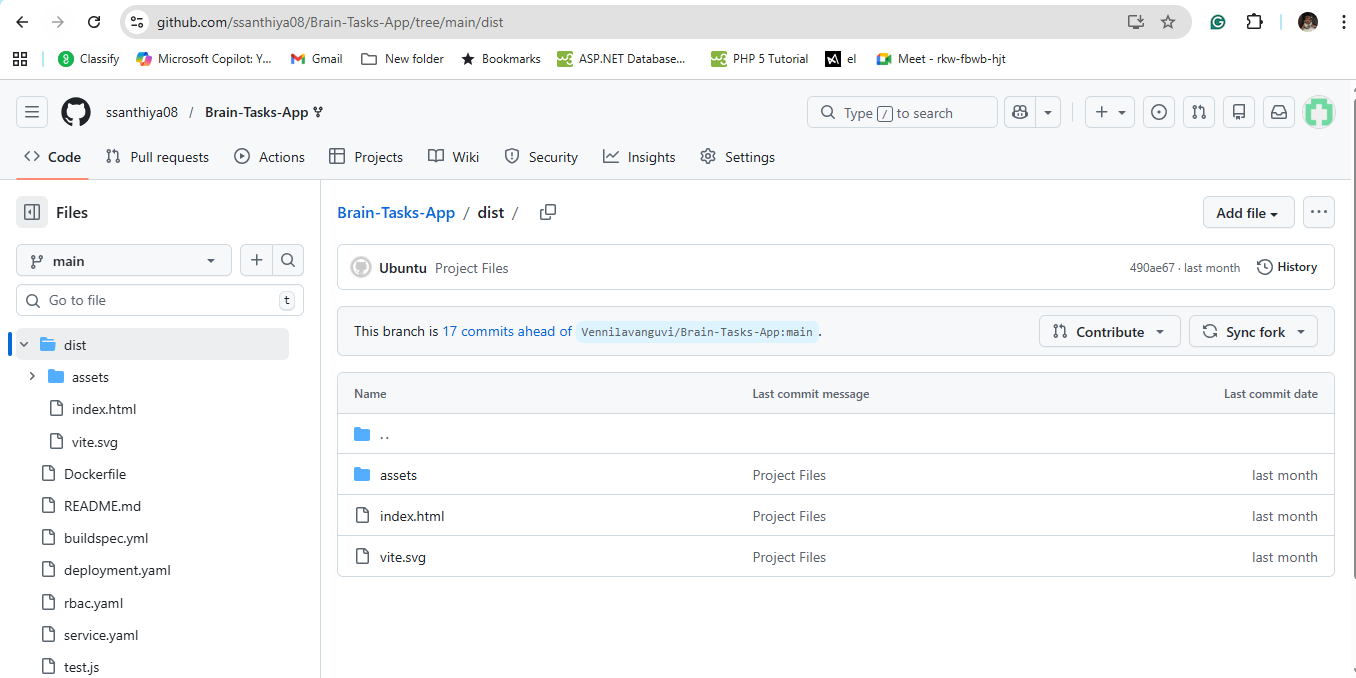 github.com/ssanthiya08/Brain-Tasks-App/tree/main/dist
Classify Microsoft Copilot: Y... Gmail New folder Bookmarks ASP.NET Database... PHP 5 Tutorial el Meet - rkw-fbwb-hjt
ssanthiya08 / Brain-Tasks-App Type / to search
Code Pull requests Actions Projects Wiki Security Insights Settings
Files
main
Go to file t
dist
assets
index.html
vite.svg
Dockerfile
README.md
buildspec.yml
deployment.yaml
rbac.yaml
service.yaml
test.js
Brain-Tasks-App / dist /
Add file
Ubuntu Project Files 490ae67 · last month History
This branch is 17 commits ahead of Vennilavanguvi/Brain-Tasks-App:main .
Contribute Sync fork
Name Last commit message Last commit date
..
assets Project Files last month
index.html Project Files last month
vite.svg Project Files last month